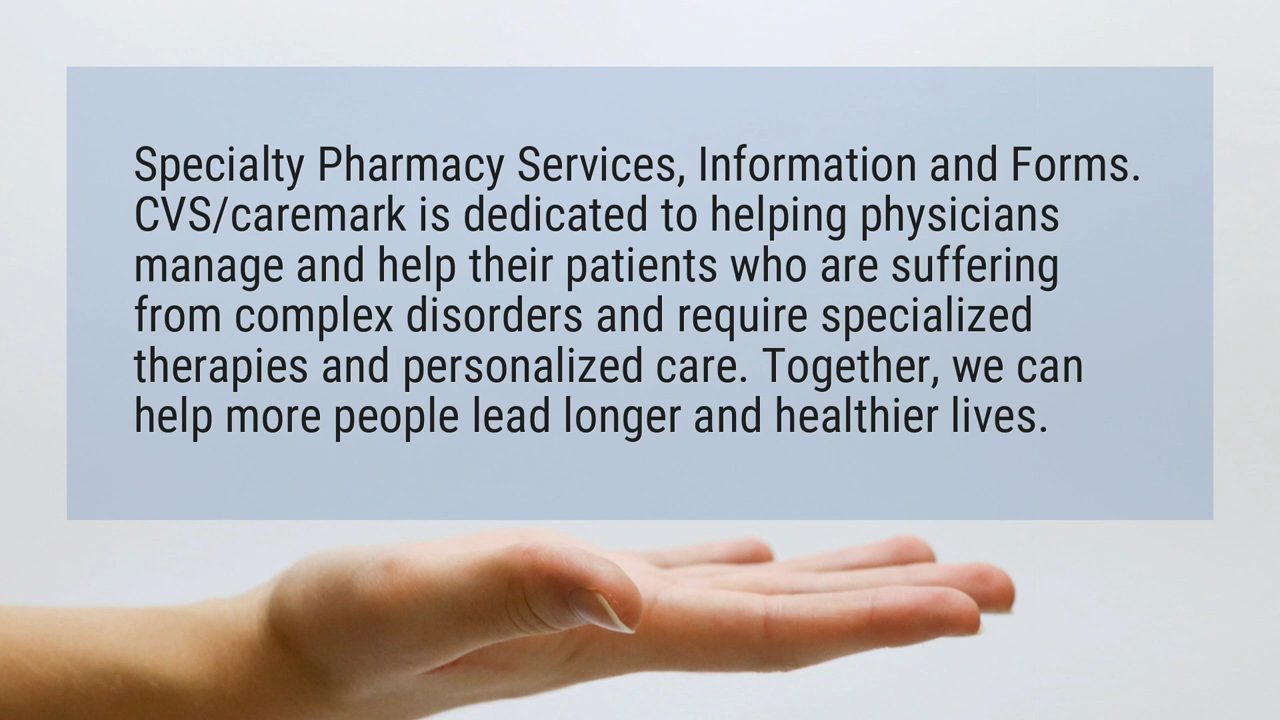 Specialty Pharmacy Services, Information and Forms.
CVS/caremark is dedicated to helping physicians
manage and help their patients who are suffering
from complex disorders and require specialized
therapies and personalized care. Together, we can
help more people lead longer and healthier lives.